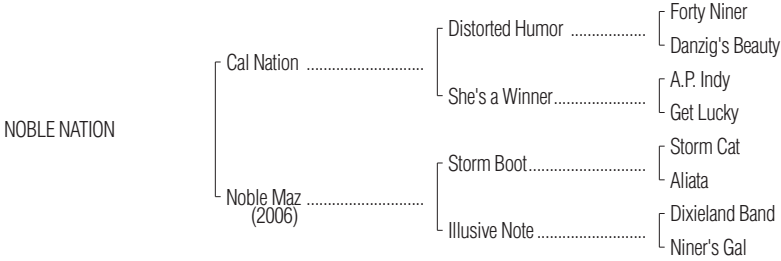 Forty Niner
Distorted Humor ....................
Danzig's Beauty
Cal Nation ...........................
A.P. Indy
She's a Winner........................
Get Lucky
NOBLE NATION
Storm Cat
Storm Boot..............................
Aliata
Noble Maz ...........................
(2006)
Dixieland Band
Illusive Note ............................
Niner's Gal